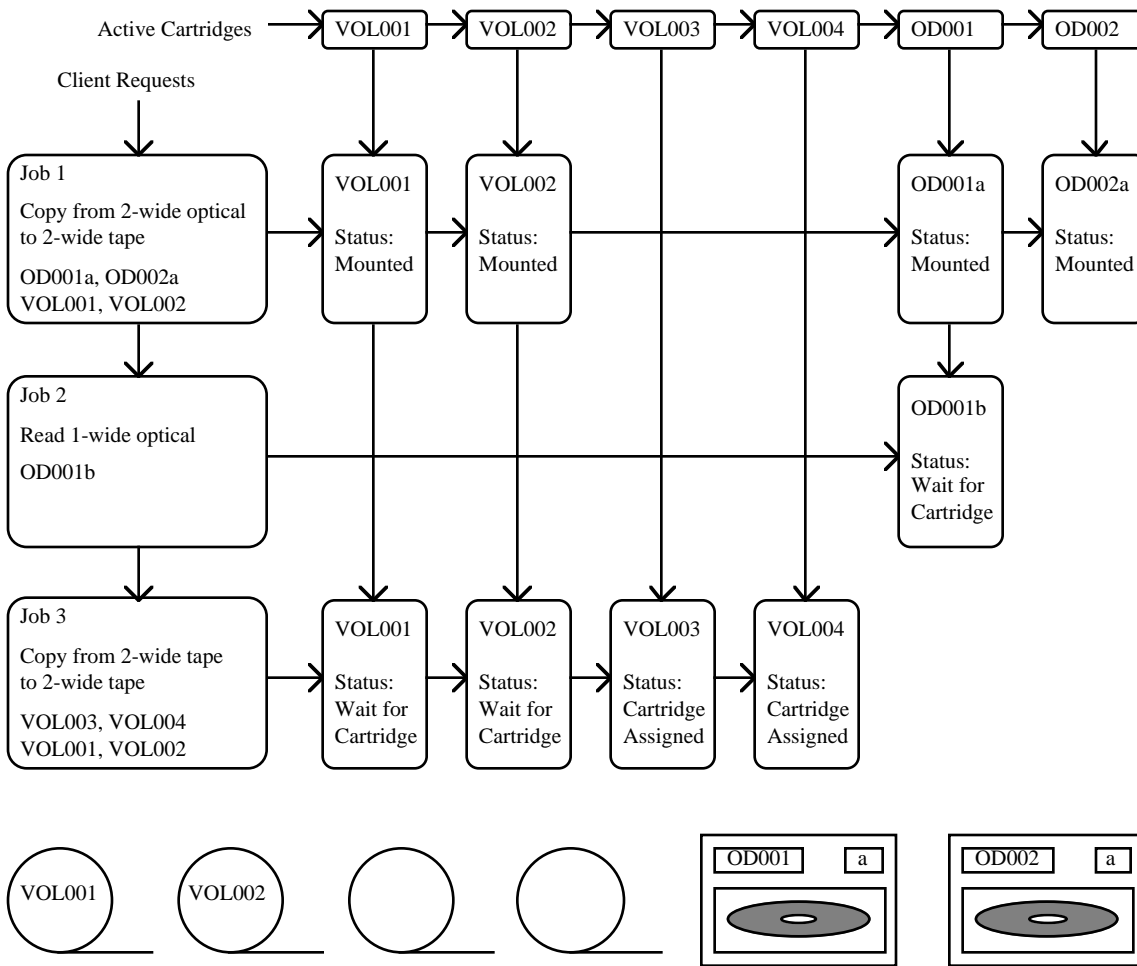 Active Cartridges
VOL001
VOL002
VOL003
VOL004
OD001
OD002
Client Requests
Job 1
Copy from 2-wide optical
to 2-wide tape
OD001a, OD002a
VOL001, VOL002
VOL001
Status:
Mounted
VOL002
Status:
Mounted
OD001a
Status:
Mounted
OD002a
Status:
Mounted
Job 2
Read 1-wide optical
OD001b
OD001b
Status:
Wait for
Cartridge
Job 3
Copy from 2-wide tape
to 2-wide tape
VOL003, VOL004
VOL001, VOL002
VOL001
Status:
Wait for
Cartridge
VOL002
Status:
Wait for
Cartridge
VOL003
Status:
Cartridge
Assigned
VOL004
Status:
Cartridge
Assigned
VOL001
VOL002
OD001
a
OD002
a